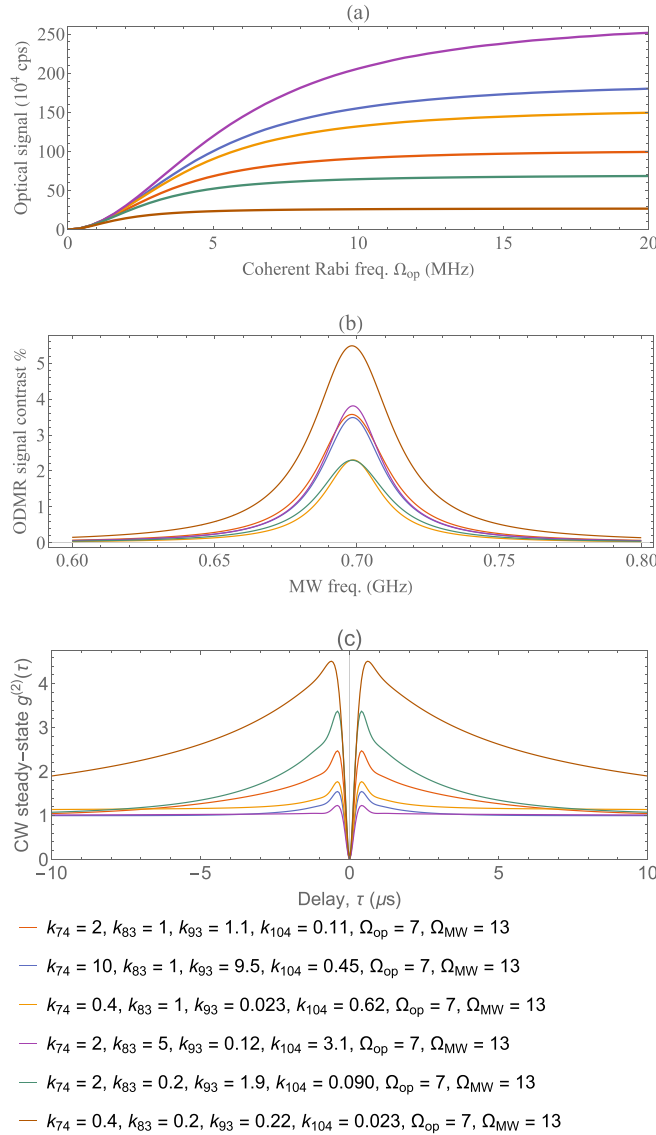 (a)
Optical signal (10⁴ cps)
250
200
150
100
50
0
0 5 10 15 20
Coherent Rabi freq. Ωop (MHz)
(b)
ODMR signal contrast %
5
4
3
2
1
0
0.60 0.65 0.70 0.75 0.80
MW freq. (GHz)
(c)
CW steady-state g⁽²⁾(τ)
4
3
2
1
0
−10 −5 0 5 10
Delay, τ (μs)
k₇₄ = 2, k₈₃ = 1, k₉₃ = 1.1, k₁₀₄ = 0.11, Ωop = 7, ΩMW = 13
k₇₄ = 10, k₈₃ = 1, k₉₃ = 9.5, k₁₀₄ = 0.45, Ωop = 7, ΩMW = 13
k₇₄ = 0.4, k₈₃ = 1, k₉₃ = 0.023, k₁₀₄ = 0.62, Ωop = 7, ΩMW = 13
k₇₄ = 2, k₈₃ = 5, k₉₃ = 0.12, k₁₀₄ = 3.1, Ωop = 7, ΩMW = 13
k₇₄ = 2, k₈₃ = 0.2, k₉₃ = 1.9, k₁₀₄ = 0.090, Ωop = 7, ΩMW = 13
k₇₄ = 0.4, k₈₃ = 0.2, k₉₃ = 0.22, k₁₀₄ = 0.023, Ωop = 7, ΩMW = 13